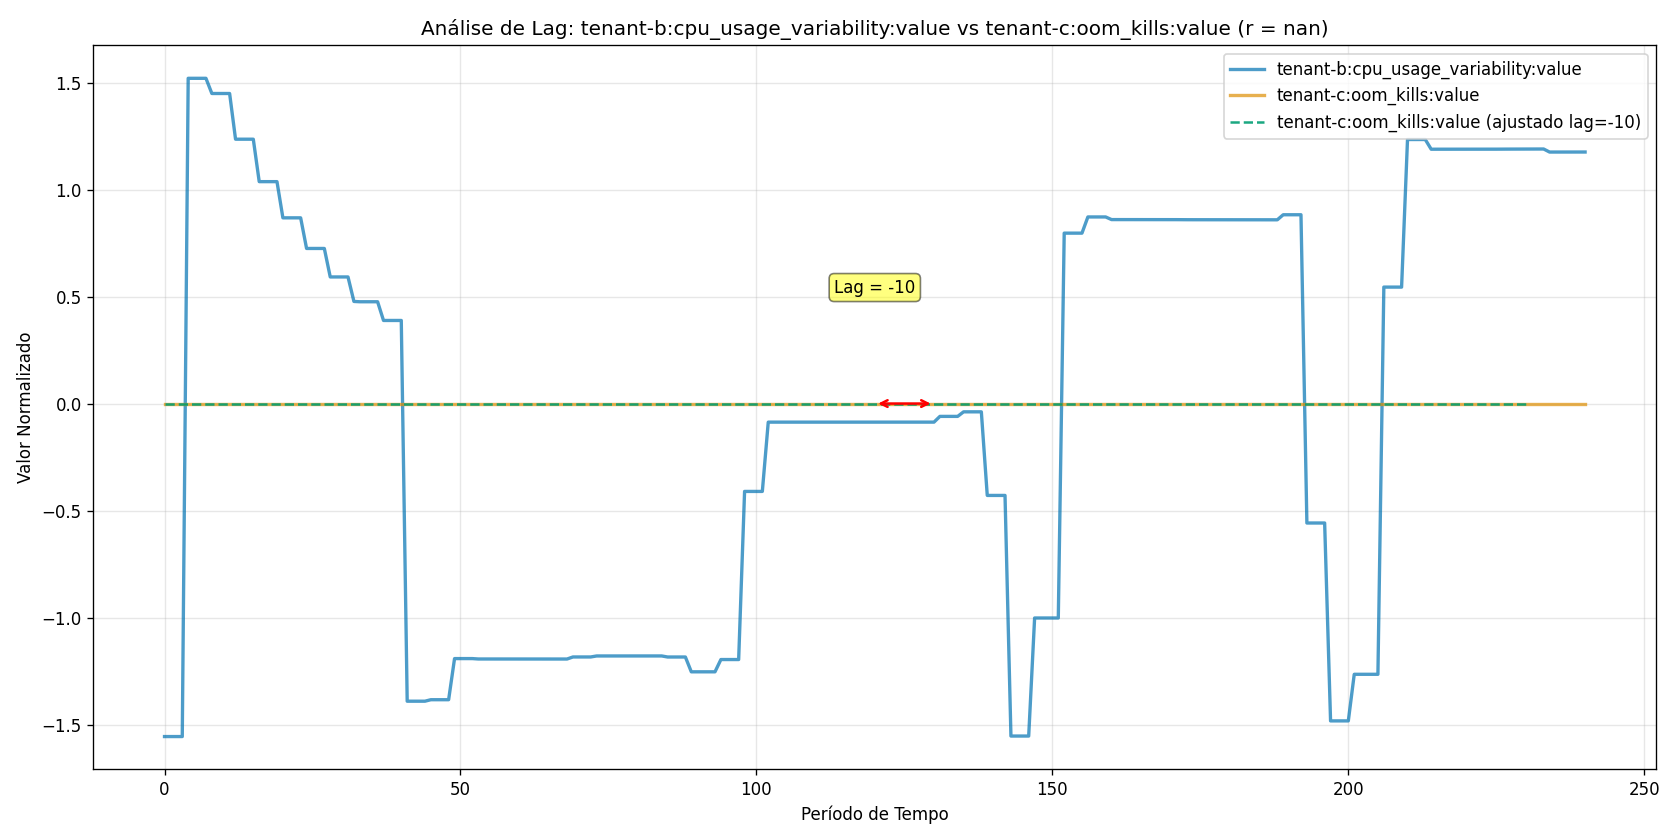 Análise de Lag: tenant-b:cpu_usage_variability:value vs tenant-c:oom_kills:value (r = nan)
tenant-b:cpu_usage_variability:value
tenant-c:oom_kills:value
tenant-c:oom_kills:value (ajustado lag=-10)
Lag = -10
Valor Normalizado
1.5
1.0
0.5
0.0
−0.5
−1.0
−1.5
0 50 100 150 200 250
Período de Tempo